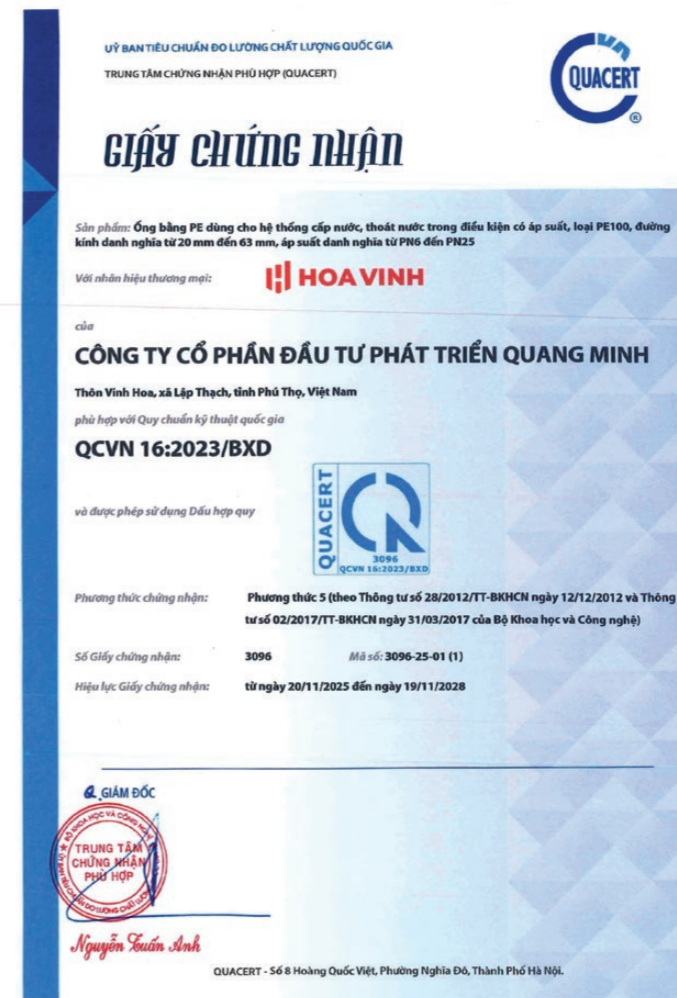 UỶ BAN TIÊU CHUẨN ĐO LƯỜNG CHẤT LƯỢNG QUỐC GIA
TRUNG TÂM CHỨNG NHẬN PHÙ HỢP (QUACERT)
QUACERT
®
GIẤY CHỨNG NHẬN
Sản phẩm: Ống bằng PE dùng cho hệ thống cấp nước, thoát nước trong điều kiện có áp suất, loại PE100, đường
kính danh nghĩa từ 20 mm đến 63 mm, áp suất danh nghĩa từ PN6 đến PN25
Với nhãn hiệu thương mại: HOA VINH
của
CÔNG TY CỔ PHẦN ĐẦU TƯ PHÁT TRIỂN QUANG MINH
Thôn Vinh Hoa, xã Lập Thạch, tỉnh Phú Thọ, Việt Nam
phù hợp với Quy chuẩn kỹ thuật quốc gia
QCVN 16:2023/BXD
và được phép sử dụng Dấu hợp quy
QUACERT
3096
QCVN 16:2023/BXD
Phương thức chứng nhận: Phương thức 5 (theo Thông tư số 28/2012/TT-BKHCN ngày 12/12/2012 và Thông
tư số 02/2017/TT-BKHCN ngày 31/03/2017 của Bộ Khoa học và Công nghệ)
Số Giấy chứng nhận: 3096 Mã số: 3096-25-01 (1)
Hiệu lực Giấy chứng nhận: từ ngày 20/11/2025 đến ngày 19/11/2028
GIÁM ĐỐC
BỘ KHOA HỌC VÀ CÔNG NGHỆ
TRUNG TÂM
CHỨNG NHẬN
PHÙ HỢP
Nguyễn Tuấn Anh
QUACERT - Số 8 Hoàng Quốc Việt, Phường Nghĩa Đô, Thành Phố Hà Nội.